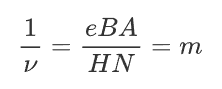 1/ν = eBA/HN = m